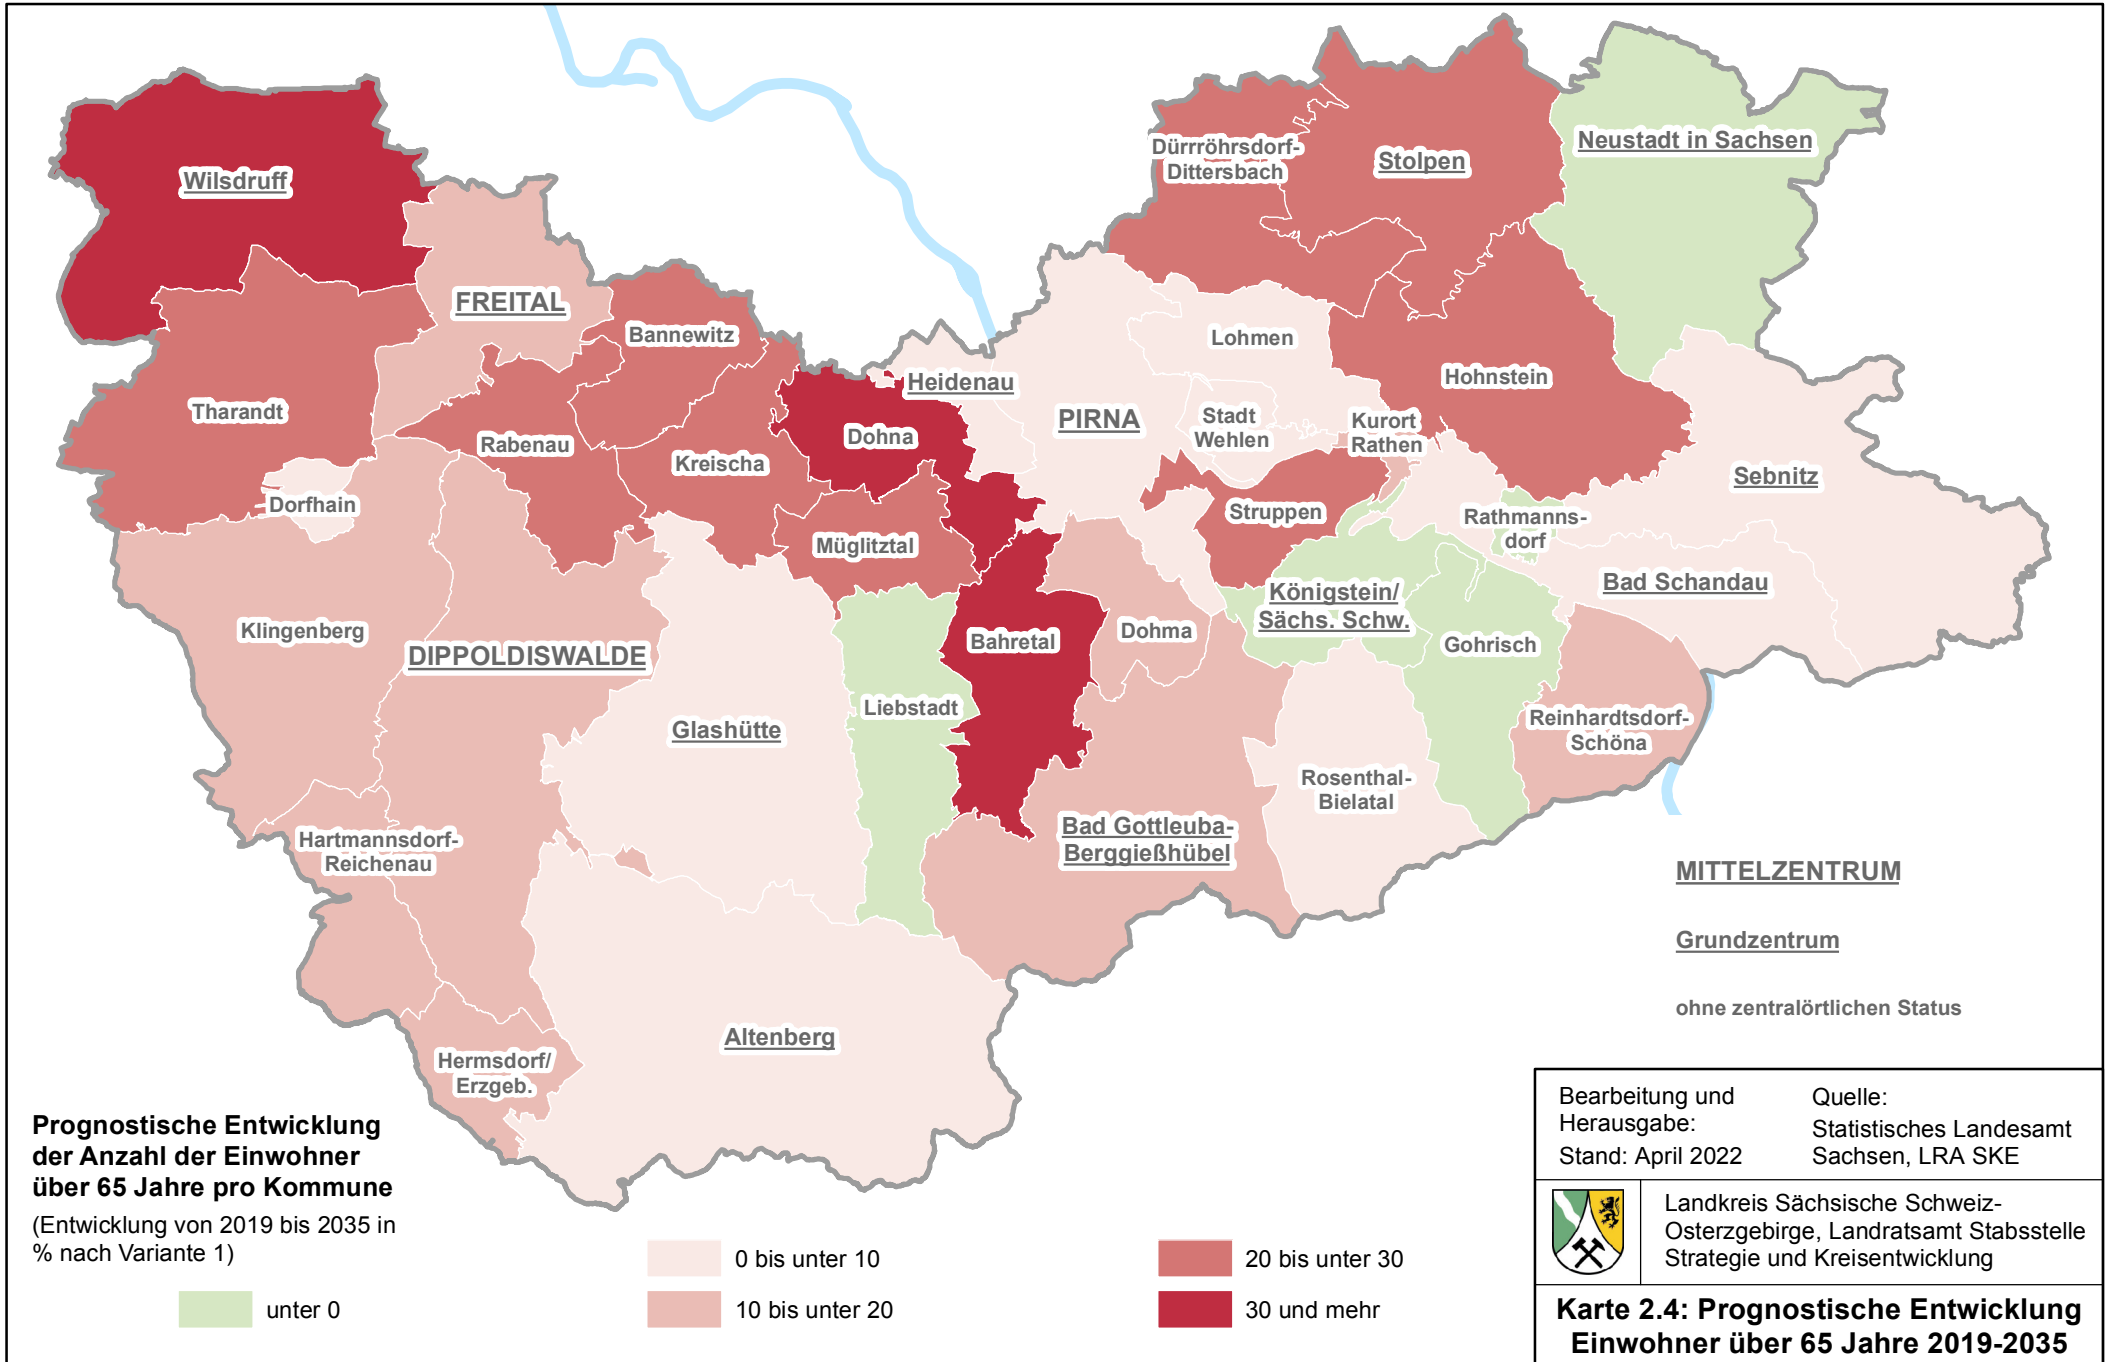 Wilsdruff
Dürrröhrsdorf-
Dittersbach
Stolpen
Neustadt in Sachsen
FREITAL
Bannewitz
Lohmen
Heidenau
Hohnstein
Tharandt
Rabenau
Kreischa
Dohna
PIRNA
Stadt
Wehlen
Kurort
Rathen
Sebnitz
Dorfhain
Müglitztal
Struppen
Rathmanns-
dorf
Bad Schandau
Königstein/
Sächs. Schw.
Klingenberg
DIPPOLDISWALDE
Bahretal
Dohma
Gohrisch
Liebstadt
Glashütte
Reinhardtsdorf-
Schöna
Rosenthal-
Bielatal
Hartmannsdorf-
Reichenau
Bad Gottleuba-
Berggießhübel
Altenberg
Hermsdorf/
Erzgeb.
MITTELZENTRUM
Grundzentrum
ohne zentralörtlichen Status
Prognostische Entwicklung
der Anzahl der Einwohner
über 65 Jahre pro Kommune
(Entwicklung von 2019 bis 2035 in
% nach Variante 1)
unter 0
0 bis unter 10
10 bis unter 20
20 bis unter 30
30 und mehr
Bearbeitung und
Herausgabe:
Stand: April 2022
Quelle:
Statistisches Landesamt
Sachsen, LRA SKE
Landkreis Sächsische Schweiz-
Osterzgebirge, Landratsamt Stabsstelle
Strategie und Kreisentwicklung
Karte 2.4: Prognostische Entwicklung
Einwohner über 65 Jahre 2019-2035